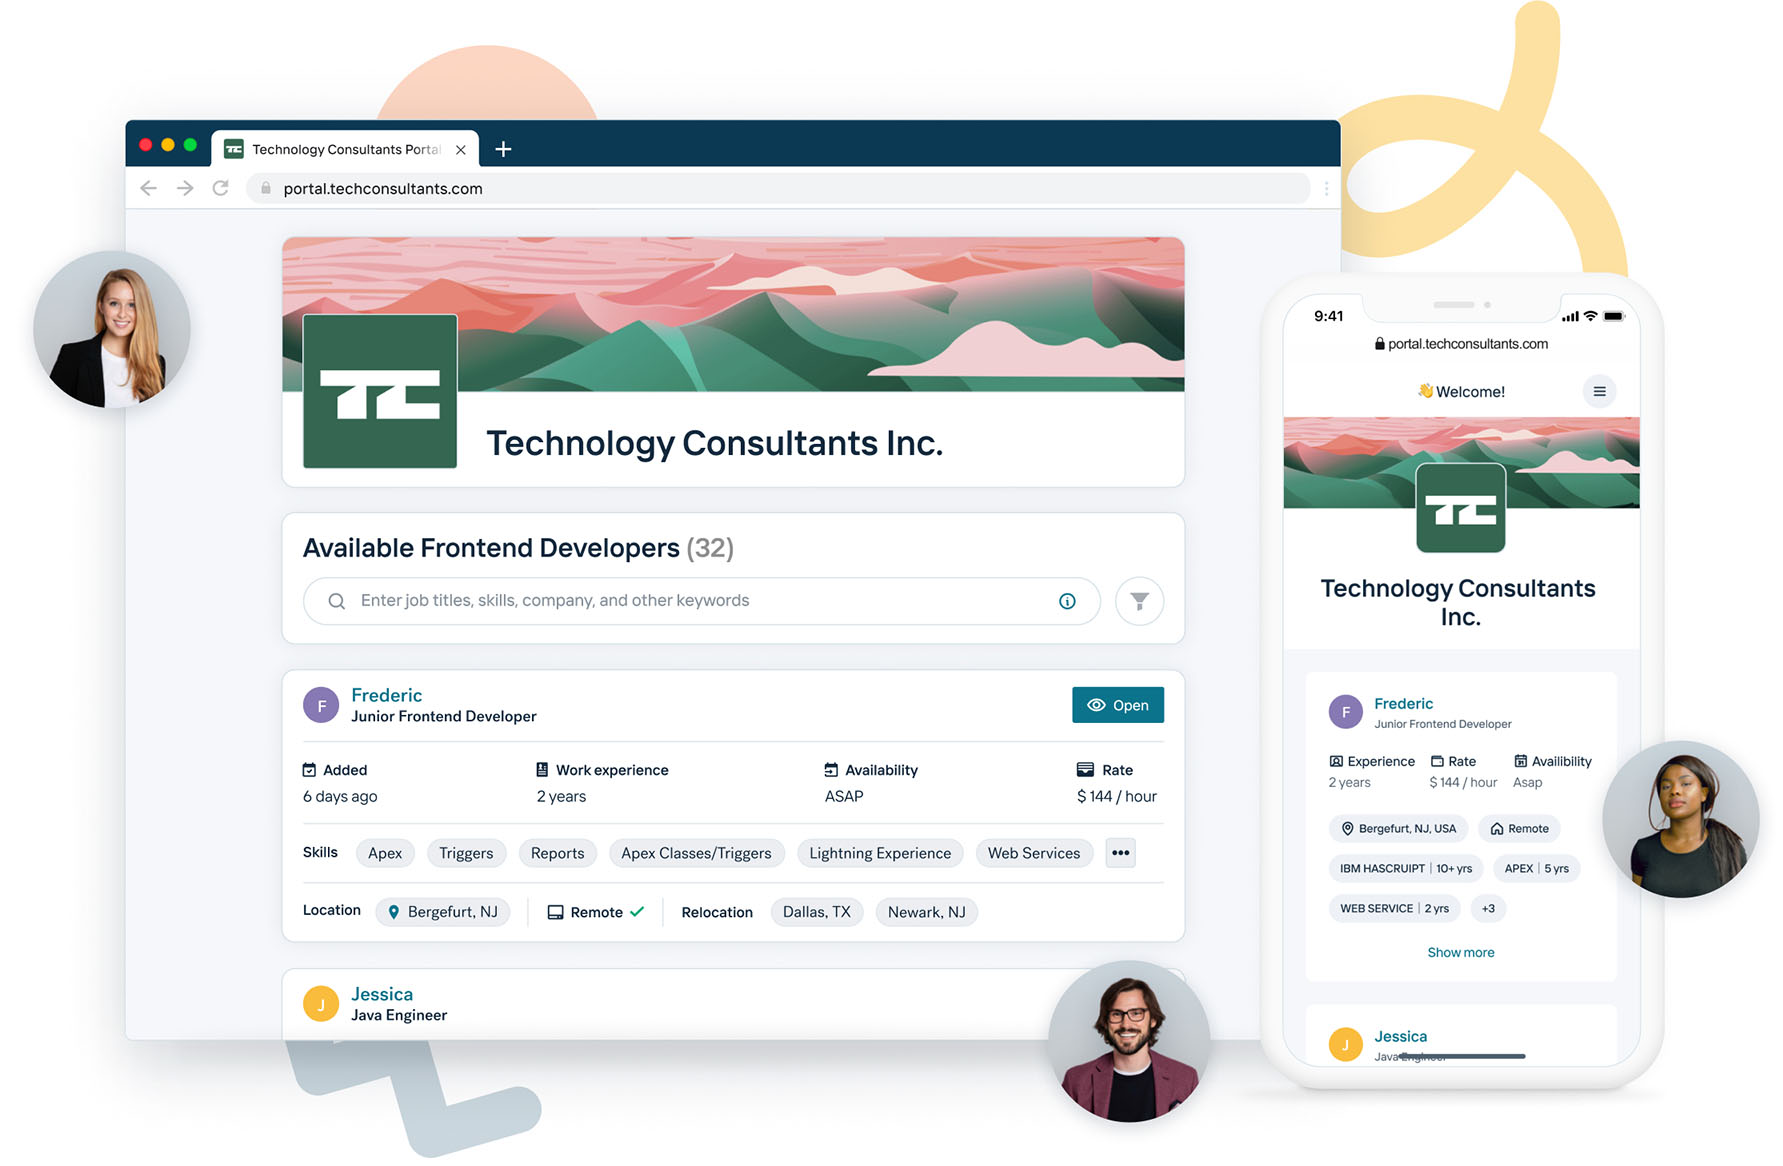 Technology Consultants Porta
portal.techconsultants.com
TC
Technology Consultants Inc.
Available Frontend Developers (32)
Enter job titles, skills, company, and other keywords
F
Frederic
Junior Frontend Developer
Open
Added
6 days ago
Work experience
2 years
Availability
ASAP
Rate
$ 144 / hour
Skills Apex Triggers Reports Apex Classes/Triggers Lightning Experience Web Services •••
Location Bergefurt, NJ Remote Relocation Dallas, TX Newark, NJ
J
Jessica
Java Engineer
9:41
portal.techconsultants.com
👋Welcome!
TC
Technology Consultants
Inc.
F
Frederic
Junior Frontend Developer
Experience
2 years
Rate
$ 144 / hour
Availibility
Asap
Bergefurt, NJ, USA Remote
IBM HASCRUIPT | 10+ yrs APEX | 5 yrs
WEB SERVICE | 2 yrs +3
Show more
J
Jessica
Java Engineer